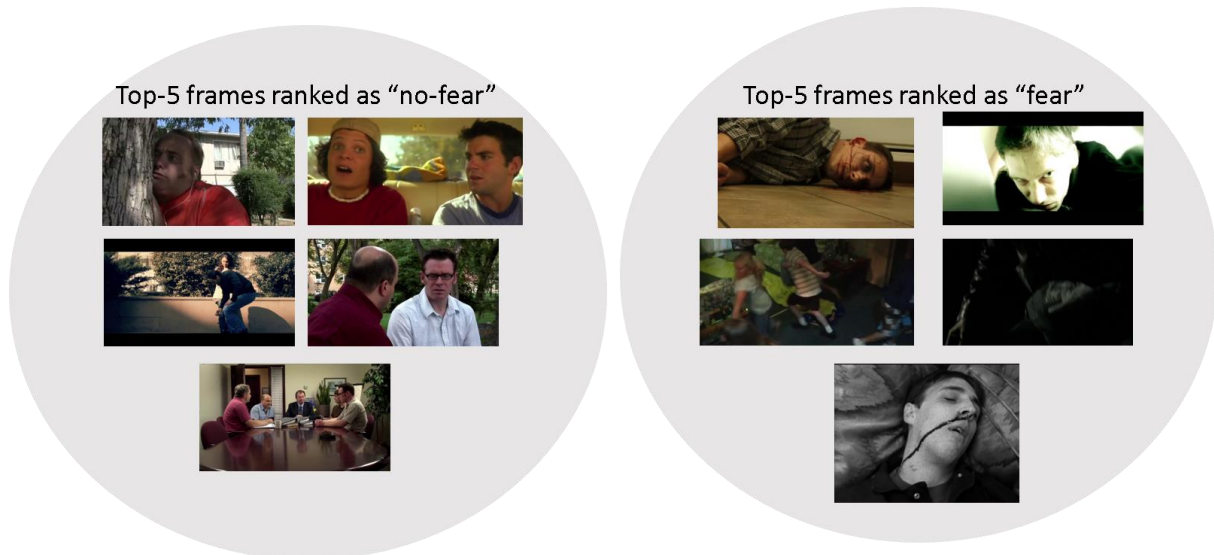 Top-5 frames ranked as “no-fear”
Top-5 frames ranked as “fear”